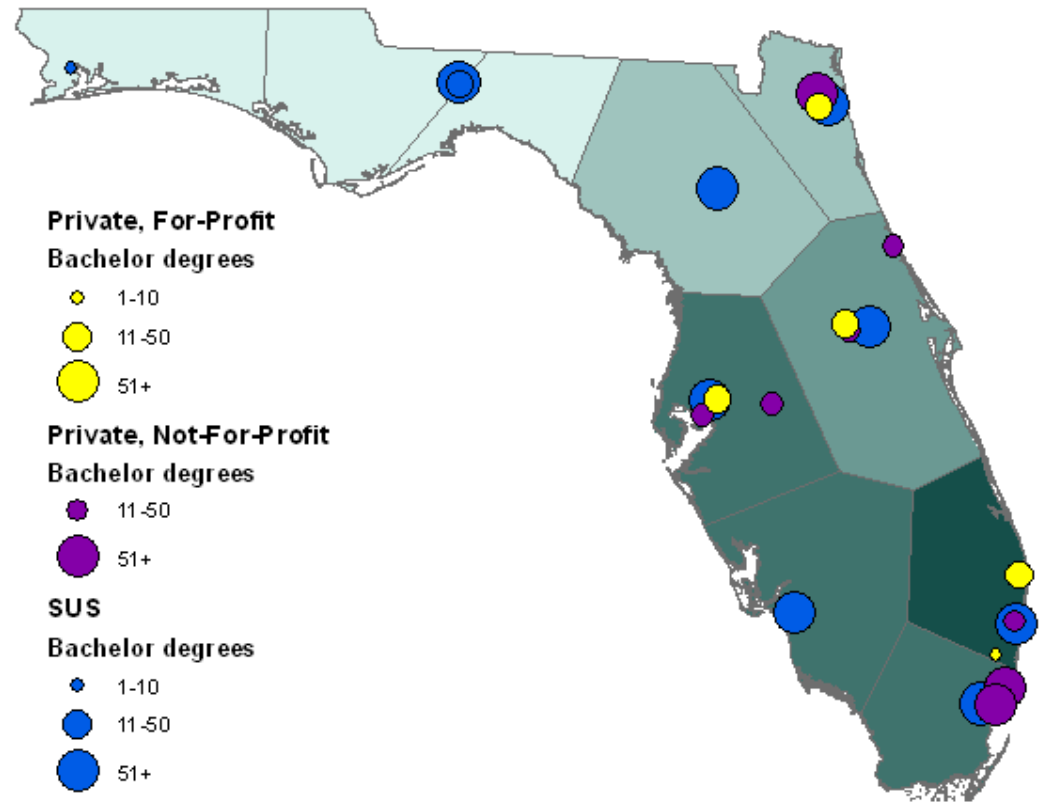 Private, For-Profit
Bachelor degrees
1-10
11-50
51+
Private, Not-For-Profit
Bachelor degrees
11-50
51+
SUS
Bachelor degrees
1-10
11-50
51+